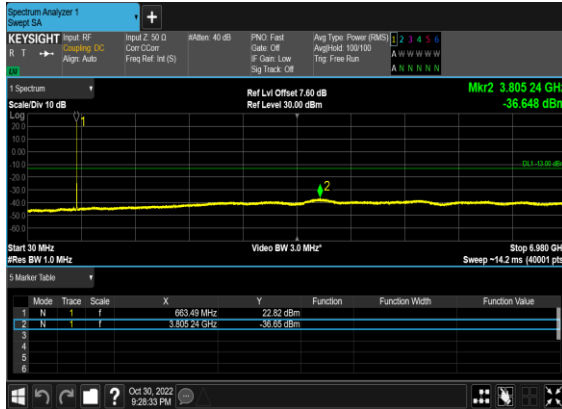 Spectrum Analyzer 1
Swept SA
+
KEYSIGHT Input: RF Input Z: 50 Ω #Atten: 40 dB PNO: Fast Avg Type: Power (RMS) 1 2 3 4 5 6
R T Coupling: DC Corr CCorr Gate: Off Avg|Hold: 100/100 A W W W W W
Align: Auto Freq Ref: Int (S) IF Gain: Low Trig: Free Run
LU Sig Track: Off A N N N N N
1 Spectrum Ref Lvl Offset 7.60 dB Mkr2 3.805 24 GHz
Scale/Div 10 dB Ref Level 30.00 dBm -36.648 dBm
Log
1
20.0
10.0
0.00
-10.0 DL1 -13.00 dBm
-20.0
-30.0 2
-40.0
-50.0
-60.0
Start 30 MHz Video BW 3.0 MHz* Stop 6.980 GHz
#Res BW 1.0 MHz Sweep ~14.2 ms (40001 pts)
5 Marker Table
Mode Trace Scale X Y Function Function Width Function Value
1 N 1 f 663.49 MHz 22.82 dBm
2 N 1 f 3.805 24 GHz -36.65 dBm
3
4
5
6
? Oct 30, 2022
9:28:33 PM